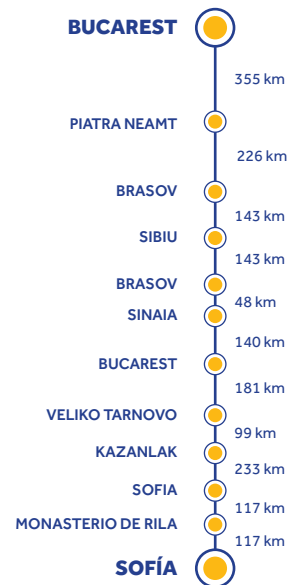 BUCAREST
355 km
PIATRA NEAMT
226 km
BRASOV
143 km
SIBIU
143 km
BRASOV
48 km
SINAIA
140 km
BUCAREST
181 km
VELIKO TARNOVO
99 km
KAZANLAK
233 km
SOFIA
117 km
MONASTERIO DE RILA
117 km
SOFÍA